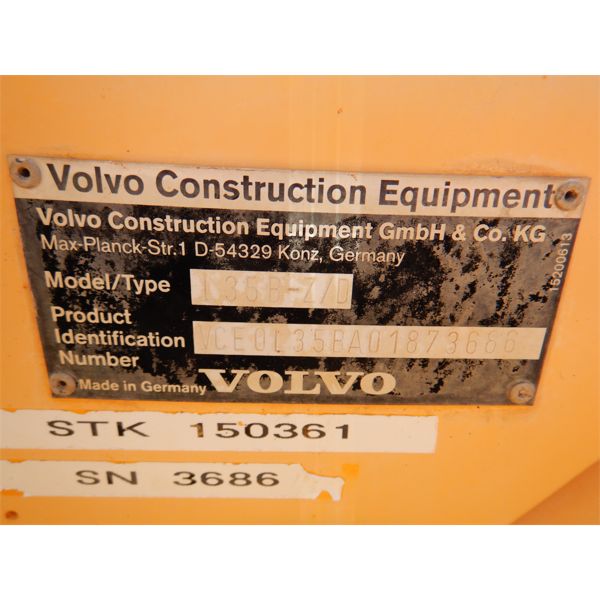 Volvo Construction Equipment
Volvo Construction Equipment GmbH & Co. KG
Max-Planck-Str.1 D-54329 Konz, Germany
15200613
Model/Type L35B-Z/D
Product
Identification VCE0L35BA01873686
Number
Made in Germany VOLVO
STK 150361
SN 3686